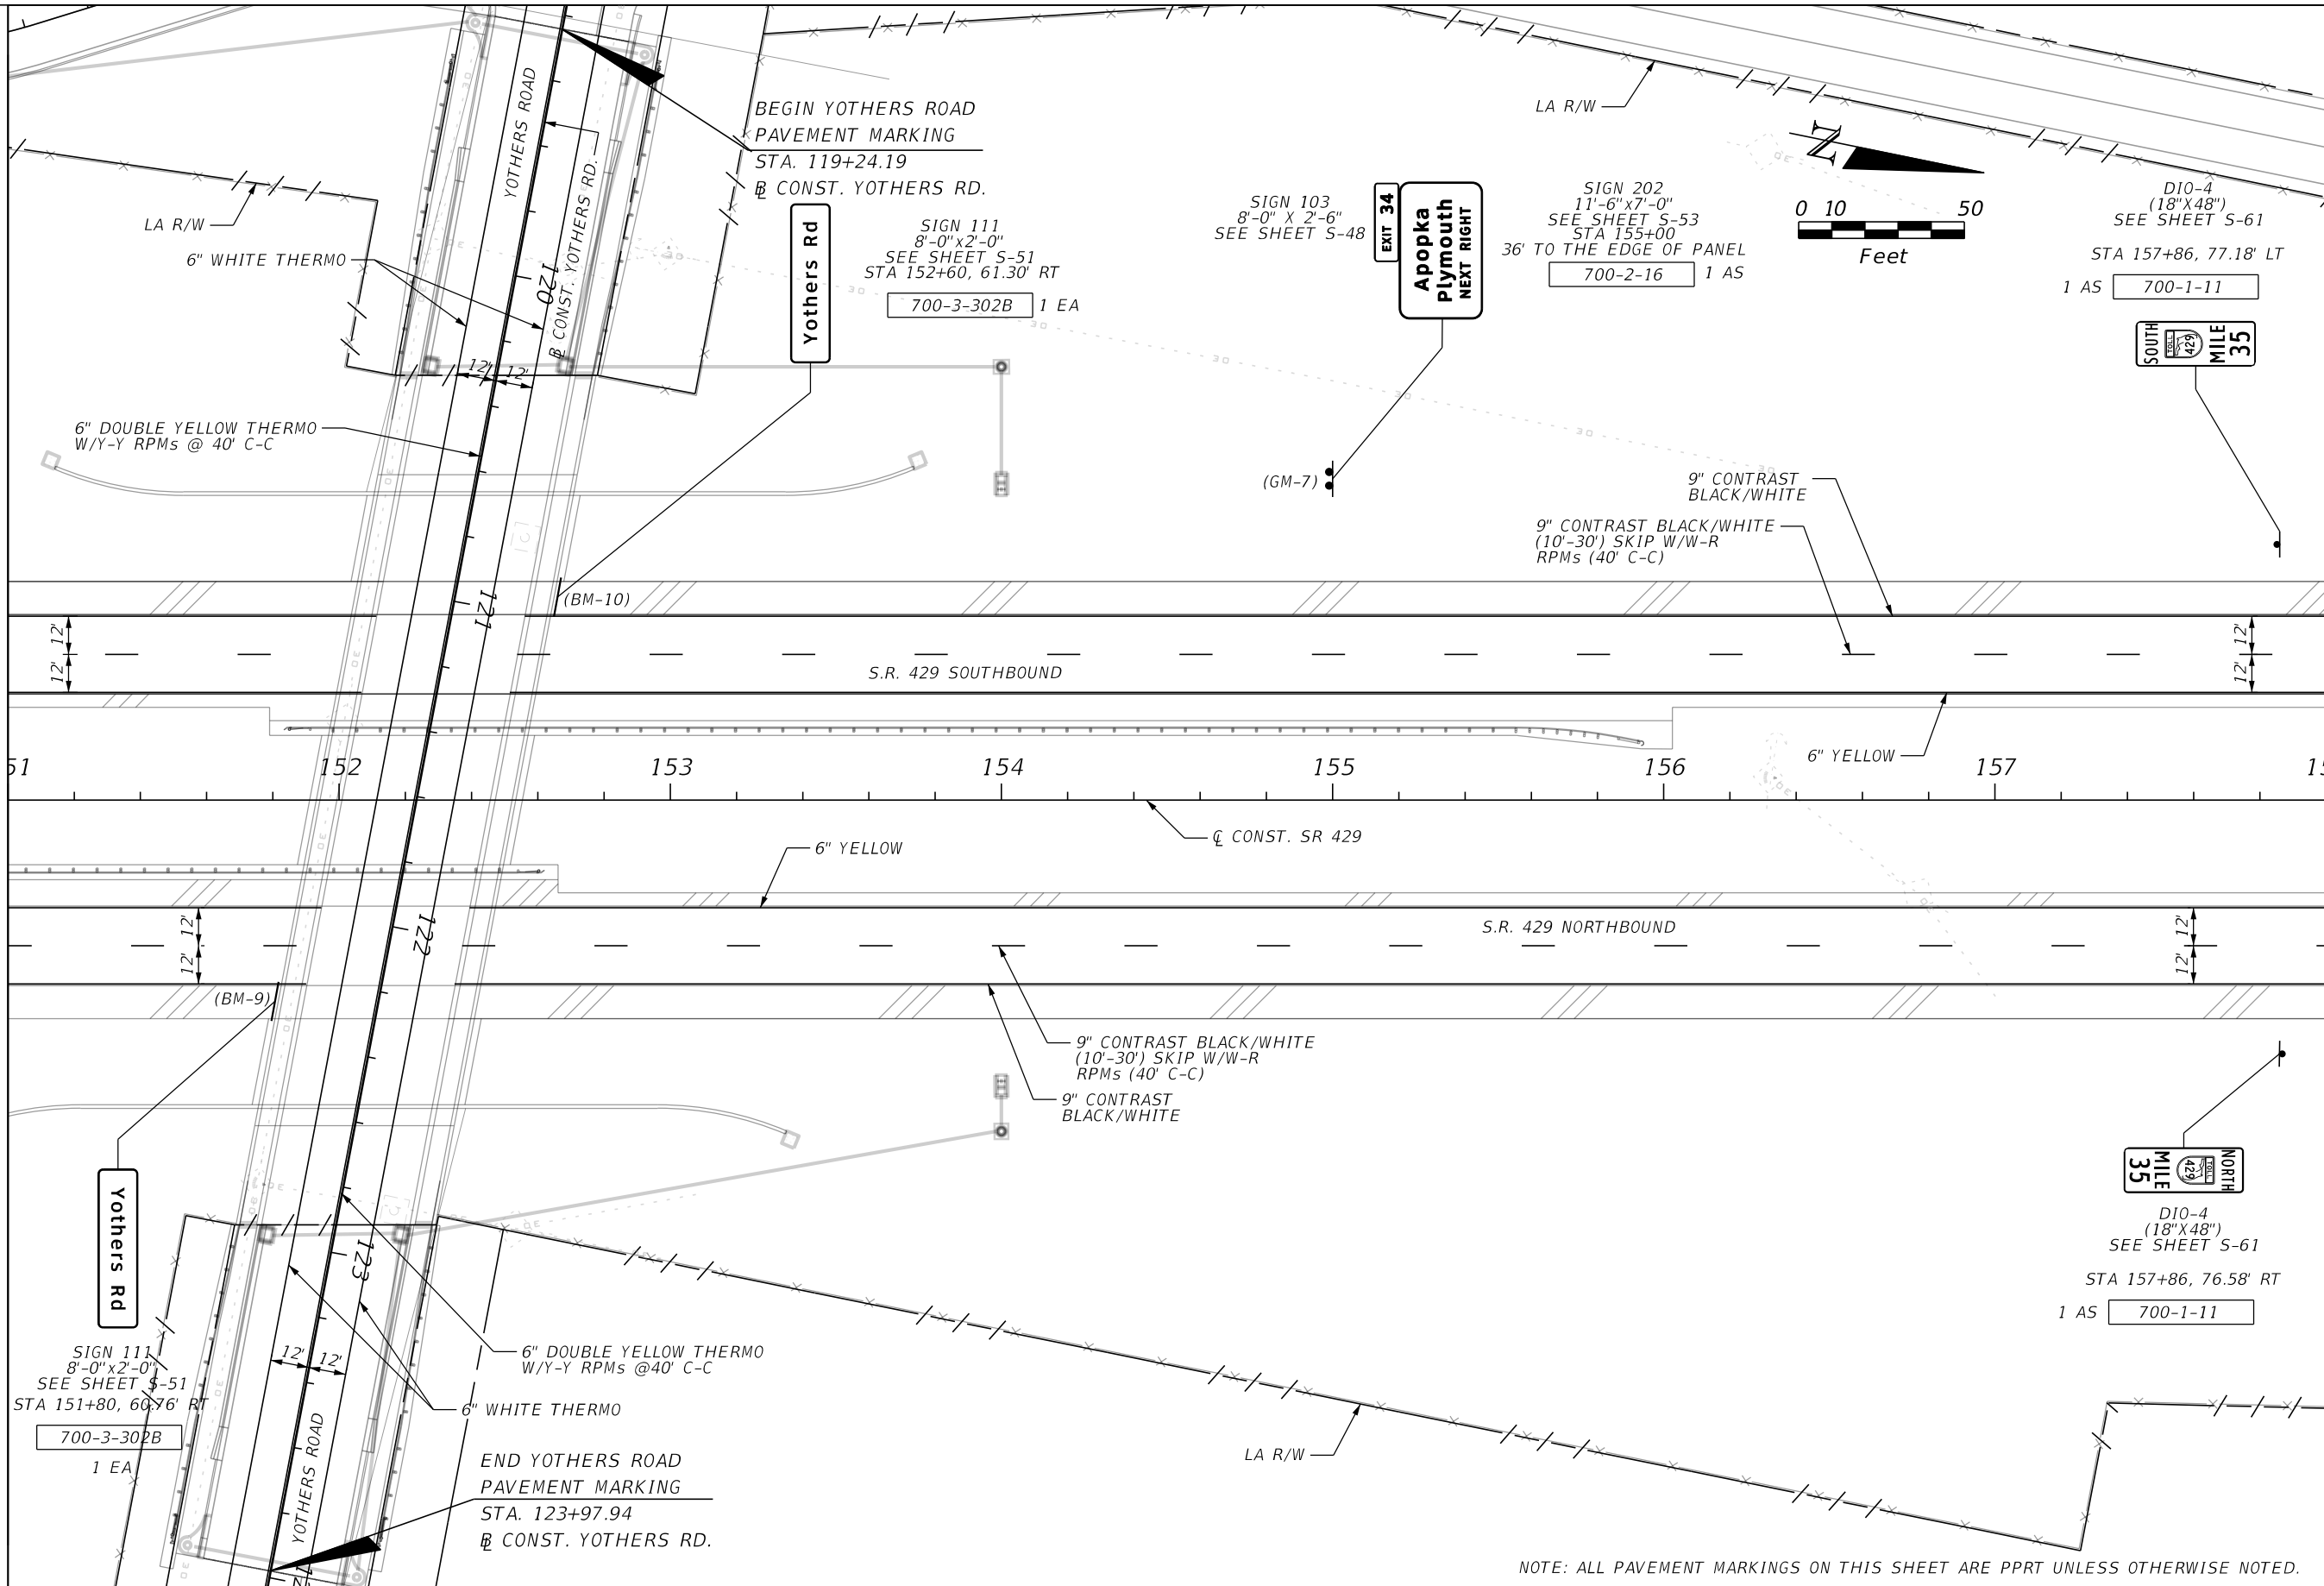 YOTHERS ROAD
BEGIN YOTHERS ROAD
PAVEMENT MARKING
STA. 119+24.19
℄ CONST. YOTHERS RD.
LA R/W
LA R/W
6" WHITE THERMO
120
B CONST. YOTHERS RD.
12'
12'
Yothers Rd
SIGN 111
8'-0"x2'-0"
SEE SHEET S-51
STA 152+60, 61.30' RT
700-3-302B
1 EA
SIGN 103
8'-0" X 2'-6"
SEE SHEET S-48
EXIT 34
Apopka
Plymouth
NEXT RIGHT
SIGN 202
11'-6"x7'-0"
SEE SHEET S-53
STA 155+00
36' TO THE EDGE OF PANEL
700-2-16
1 AS
N
0 10 50
Feet
DIO-4
(18"X48")
SEE SHEET S-61
STA 157+86, 77.18' LT
1 AS
700-1-11
SOUTH
TOLL
429
MILE
35
6" DOUBLE YELLOW THERMO
W/Y-Y RPMs @ 40' C-C
(GM-7)
9" CONTRAST
BLACK/WHITE
9" CONTRAST BLACK/WHITE
(10'-30') SKIP W/W-R
RPMs (40' C-C)
(BM-10)
121
12'
12'
12'
12'
S.R. 429 SOUTHBOUND
6" YELLOW
51
152
153
154
155
156
157
15
℄ CONST. SR 429
6" YELLOW
122
S.R. 429 NORTHBOUND
12'
12'
12'
12'
(BM-9)
9" CONTRAST BLACK/WHITE
(10'-30') SKIP W/W-R
RPMs (40' C-C)
9" CONTRAST
BLACK/WHITE
Yothers Rd
SIGN 111
8'-0"x2'-0"
SEE SHEET S-51
STA 151+80, 60.76' RT
700-3-302B
1 EA
123
12'
12'
6" DOUBLE YELLOW THERMO
W/Y-Y RPMs @40' C-C
6" WHITE THERMO
YOTHERS ROAD
END YOTHERS ROAD
PAVEMENT MARKING
STA. 123+97.94
B CONST. YOTHERS RD.
LA R/W
NORTH
TOLL
429
MILE
35
DIO-4
(18"X48")
SEE SHEET S-61
STA 157+86, 76.58' RT
1 AS
700-1-11
NOTE: ALL PAVEMENT MARKINGS ON THIS SHEET ARE PPRT UNLESS OTHERWISE NOTED.